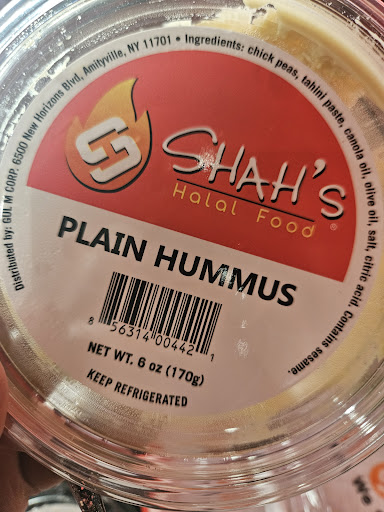 Distributed by: GUL M CORP. 6500 New Horizons Blvd, Amityville, NY 11701 • Ingredients: chick peas, tahini paste, canola oil, olive oil, salt, citric acid. Contains sesame.
SHAH'S
Halal Food ®
PLAIN HUMMUS
8 56314 00442 1
NET WT. 6 oz (170g)
KEEP REFRIGERATED
We